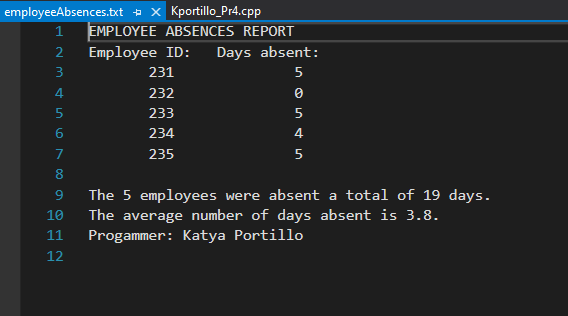 employeeAbsences.txt Kportillo_Pr4.cpp
1 EMPLOYEE ABSENCES REPORT
2 Employee ID: Days absent:
3 231 5
4 232 0
5 233 5
6 234 4
7 235 5
8
9 The 5 employees were absent a total of 19 days.
10 The average number of days absent is 3.8.
11 Progammer: Katya Portillo
12